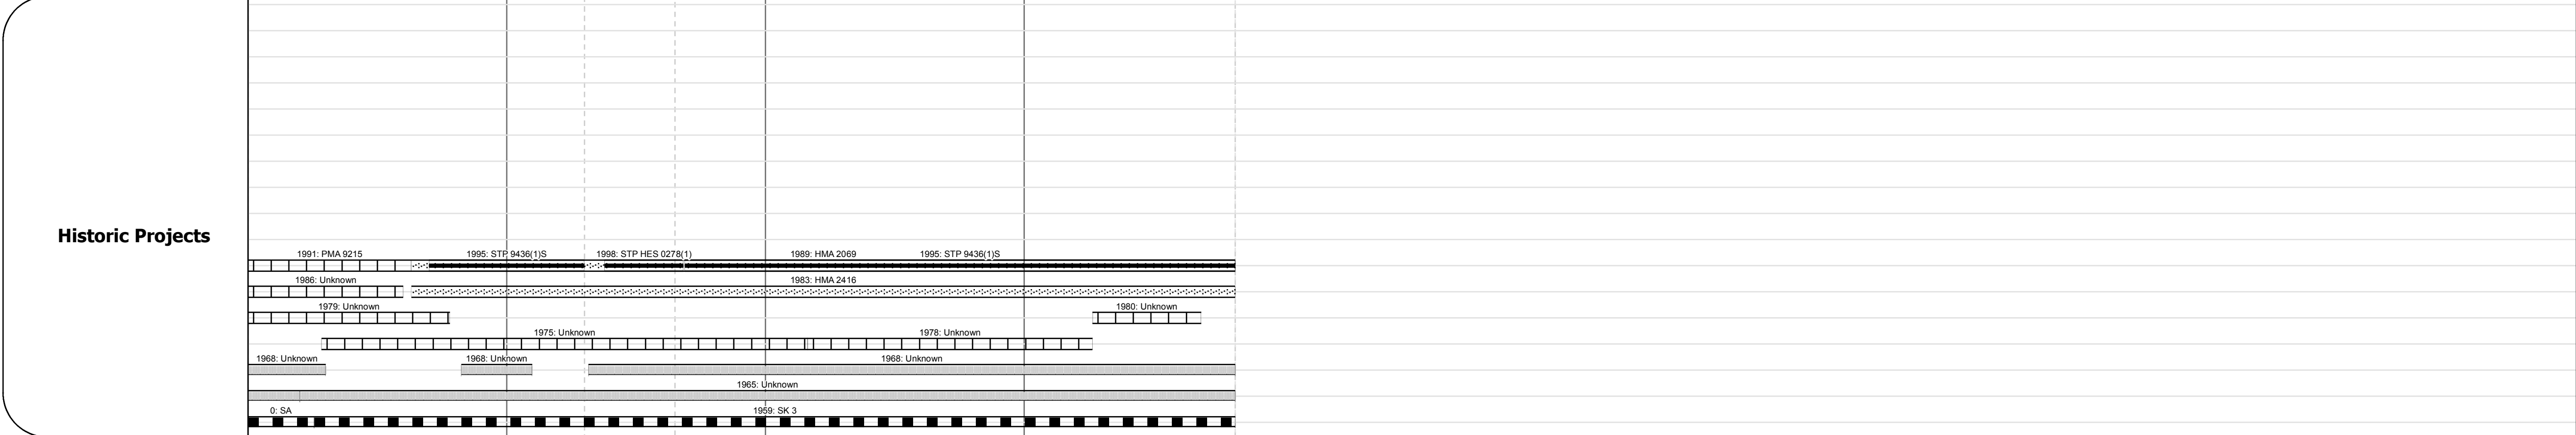 Historic Projects
1991: PMA 9215 1995: STP 9436(1)S 1998: STP HES 0278(1) 1989: HMA 2069 1995: STP 9436(1)S
1986: Unknown 1983: HMA 2416
1979: Unknown 1980: Unknown
1975: Unknown 1978: Unknown
1968: Unknown 1968: Unknown 1968: Unknown
1965: Unknown
0: SA 1959: SK 3